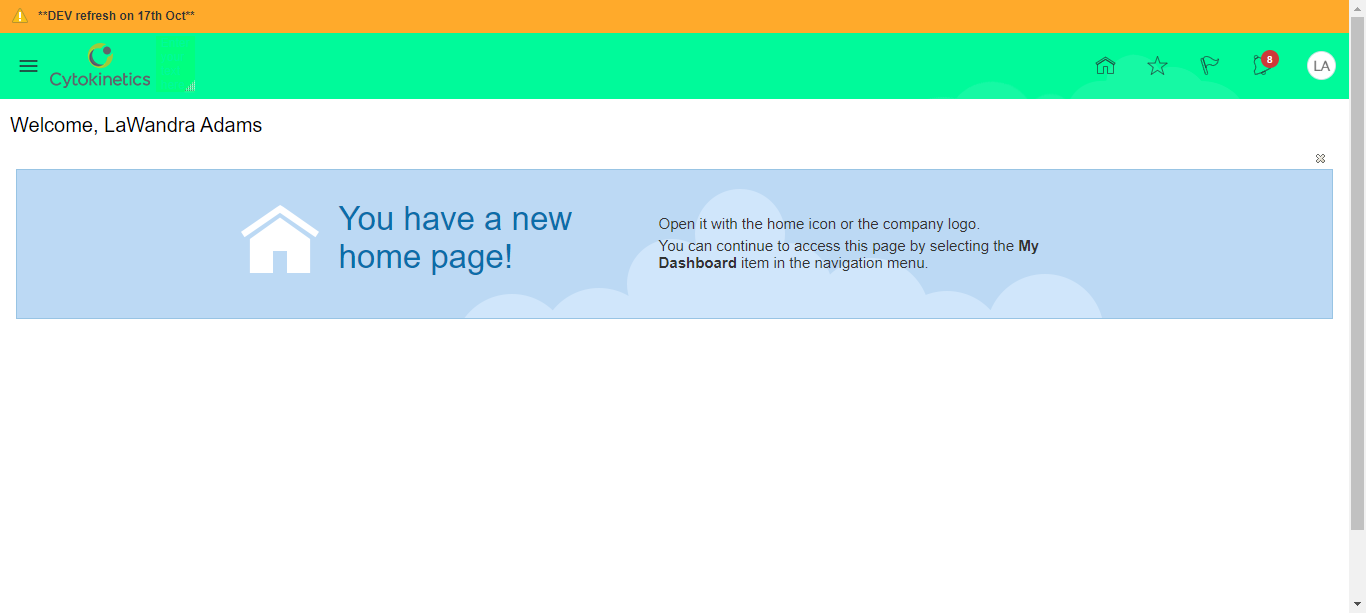 **DEV refresh on 17th Oct**
Cytokinetics
8
LA
Welcome, LaWandra Adams
You have a new
home page!
Open it with the home icon or the company logo.
You can continue to access this page by selecting the My
Dashboard item in the navigation menu.